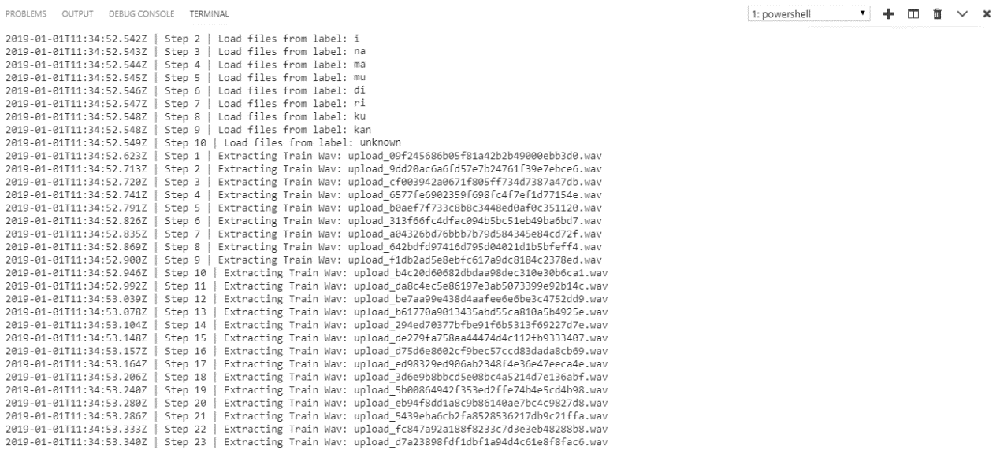 PROBLEMS OUTPUT DEBUG CONSOLE TERMINAL 1: powershell
2019-01-01T11:34:52.542Z | Step 2 | Load files from label: i
2019-01-01T11:34:52.543Z | Step 3 | Load files from label: na
2019-01-01T11:34:52.544Z | Step 4 | Load files from label: ma
2019-01-01T11:34:52.545Z | Step 5 | Load files from label: mu
2019-01-01T11:34:52.546Z | Step 6 | Load files from label: di
2019-01-01T11:34:52.547Z | Step 7 | Load files from label: ri
2019-01-01T11:34:52.548Z | Step 8 | Load files from label: ku
2019-01-01T11:34:52.548Z | Step 9 | Load files from label: kan
2019-01-01T11:34:52.549Z | Step 10 | Load files from label: unknown
2019-01-01T11:34:52.623Z | Step 1 | Extracting Train Wav: upload_09f245686b05f81a42b2b49000ebb3d0.wav
2019-01-01T11:34:52.713Z | Step 2 | Extracting Train Wav: upload_9dd20ac6a6fd57e7b24761f39e7ebce6.wav
2019-01-01T11:34:52.720Z | Step 3 | Extracting Train Wav: upload_cf003942a0671f805ff734d7387a47db.wav
2019-01-01T11:34:52.741Z | Step 4 | Extracting Train Wav: upload_6577fe6902359f698fc4f7ef1d77154e.wav
2019-01-01T11:34:52.791Z | Step 5 | Extracting Train Wav: upload_b0aef7f733c8b8c3448ed0af0c351120.wav
2019-01-01T11:34:52.826Z | Step 6 | Extracting Train Wav: upload_313f66fc4dfac094b5bc51eb49ba6bd7.wav
2019-01-01T11:34:52.835Z | Step 7 | Extracting Train Wav: upload_a04326bd76bbb7b79d584345e84cd72f.wav
2019-01-01T11:34:52.869Z | Step 8 | Extracting Train Wav: upload_642bdfd97416d795d04021d1b5bfeff4.wav
2019-01-01T11:34:52.900Z | Step 9 | Extracting Train Wav: upload_f1db2ad5e8ebfc617a9dc8184c2378ed.wav
2019-01-01T11:34:52.946Z | Step 10 | Extracting Train Wav: upload_b4c20d60682dbdaa98dec310e30b6ca1.wav
2019-01-01T11:34:52.992Z | Step 11 | Extracting Train Wav: upload_da8c4ec5e86197e3ab5073399e92b14c.wav
2019-01-01T11:34:53.039Z | Step 12 | Extracting Train Wav: upload_be7aa99e438d4aafee6e6be3c4752dd9.wav
2019-01-01T11:34:53.078Z | Step 13 | Extracting Train Wav: upload_b61770a9013435abd55ca810a5b4925e.wav
2019-01-01T11:34:53.104Z | Step 14 | Extracting Train Wav: upload_294ed70377bfbe91f6b5313f69227d7e.wav
2019-01-01T11:34:53.148Z | Step 15 | Extracting Train Wav: upload_de279fa758aa44474d4c112fb9333407.wav
2019-01-01T11:34:53.157Z | Step 16 | Extracting Train Wav: upload_d75d6e8602cf9bec57ccd83dada8cb69.wav
2019-01-01T11:34:53.164Z | Step 17 | Extracting Train Wav: upload_ed98329ed906ab2348f4e36e47eeca4e.wav
2019-01-01T11:34:53.206Z | Step 18 | Extracting Train Wav: upload_3d6e9b8bbcd5e08bc4a5214d7e136abf.wav
2019-01-01T11:34:53.240Z | Step 19 | Extracting Train Wav: upload_5b00864942f353ed2ffe74b4e5cd4b98.wav
2019-01-01T11:34:53.280Z | Step 20 | Extracting Train Wav: upload_eb94f8dd1a8c9b86140ae7bc4c9827d8.wav
2019-01-01T11:34:53.286Z | Step 21 | Extracting Train Wav: upload_5439eba6cb2fa8528536217db9c21ffa.wav
2019-01-01T11:34:53.333Z | Step 22 | Extracting Train Wav: upload_fc847a92a188f8233c7d3e3eb48288b8.wav
2019-01-01T11:34:53.340Z | Step 23 | Extracting Train Wav: upload_d7a23898fdf1dbf1a94d4c61e8f8fac6.wav